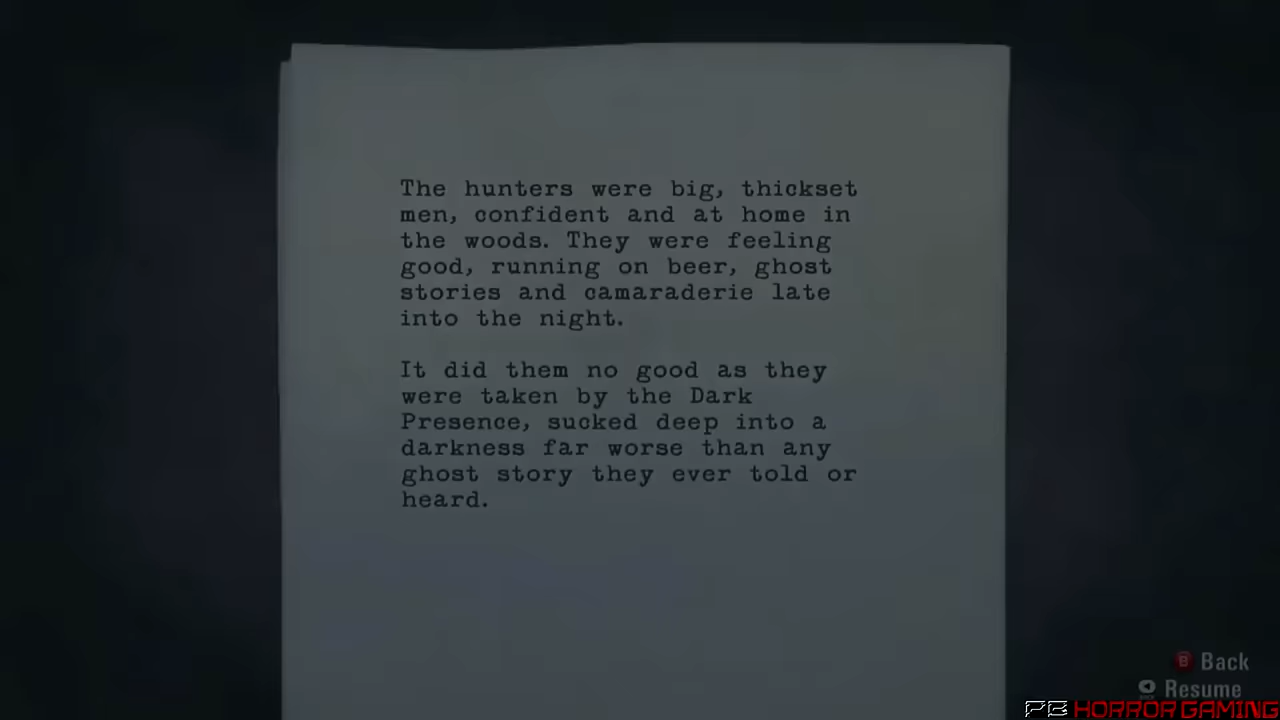 The hunters were big, thickset
men, confident and at home in
the woods. They were feeling
good, running on beer, ghost
stories and camaraderie late
into the night.
It did them no good as they
were taken by the Dark
Presence, sucked deep into a
darkness far worse than any
ghost story they ever told or
heard.
B Back
BACK Resume
PE HORROR GAMING